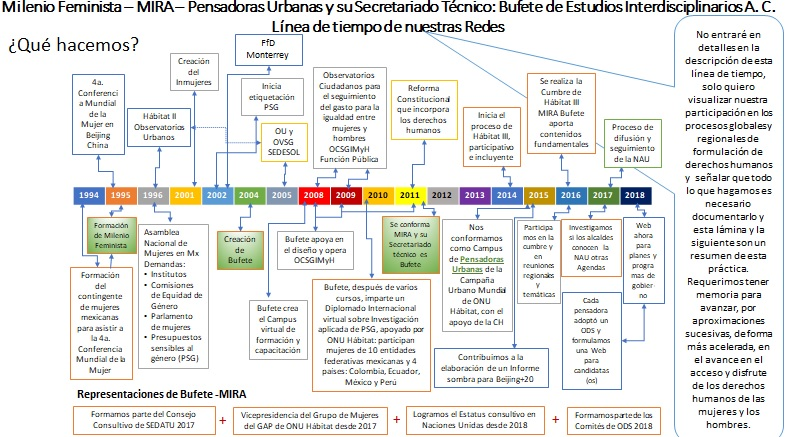 Milenio Feminista – MIRA – Pensadoras Urbanas y su Secretariado Técnico: Bufete de Estudios Interdisciplinarios A. C.
Línea de tiempo de nuestras Redes
¿Qué hacemos?
4a.
Conferenci
a Mundial
de la
Mujer en
Beijing
China
Hábitat II
Observatorios
Urbanos
Creación
del
Inmujeres
FfD
Monterrey
Inicia
etiquetación
PSG
OU y
OVSG
SEDESOL
Observatorios
Ciudadanos para
el seguimiento
del gasto para la
igualdad entre
mujeres y
hombres
OCSGIMyH
Función Pública
Reforma
Constitucional
que incorpora
los derechos
humanos
Inicia el
proceso de
Hábitat III,
participativo
e incluyente
Se realiza la
Cumbre de
Hábitat III
MIRA Bufete
aporta
contenidos
fundamentales
Proceso de
difusión y
seguimiento
de la NAU
1994 1995 1996 2001 2002 2004 2005 2008 2009 2010 2011 2012 2013 2014 2015 2016 2017 2018
Formación
de Milenio
Feminista
Formación
del
contingente
de mujeres
mexicanas
para asistir a
la 4a.
Conferencia
Mundial de la
Mujer
Asamblea
Nacional de
Mujeres en Mx
Demandas:
• Institutos
• Comisiones
de Equidad de
Género
• Parlamento
de mujeres
• Presupuestos
sensibles al
género (PSG)
Creación
de
Bufete
Bufete crea
el Campus
virtual de
formación y
capacitación
Bufete apoya en
el diseño y opera
OCSGIMyH
Bufete, después de varios
cursos, imparte un
Diplomado Internacional
virtual sobre Investigación
aplicada de PSG, apoyado por
ONU Hábitat: participan
mujeres de 10 entidades
federativas mexicanas y 4
países: Colombia, Ecuador,
México y Perú
Se conforma
MIRA y su
Secretariado
técnico es
Bufete
Nos
conformamos
como Campus
de Pensadoras
Urbanas de la
Campaña
Urbano Mundial
de ONU
Hábitat, con el
apoyo de la CH
Contribuimos a la
elaboración de un Informe
sombra para Beijing+20
Participa
mos en la
cumbre y
en
reuniones
regionales
y
temáticas
Investigamos
si los alcaldes
conocen la
NAU otras
Agendas
Cada
pensadora
adoptó un
ODS y
formulamos
una Web
para
candidatas
(os)
Web
ahora
para
planes y
progra
mas de
gobier
no
No entraré en
detalles en la
descripción de esta
línea de tiempo,
solo quiero
visualizar nuestra
participación en los
procesos globales y
regionales de
formulación de
derechos humanos
y señalar que todo
lo que hagamos es
necesario
documentarlo y
esta lámina y la
siguiente son un
resumen de esta
práctica.
Requerimos tener
memoria para
avanzar, por
aproximaciones
sucesivas, de forma
más acelerada, en
el avance en el
acceso y disfrute
de los derechos
humanos de las
mujeres y los
hombres.
Representaciones de Bufete -MIRA
Formamos parte del Consejo
Consultivo de SEDATU 2017
+
Vicepresidencia del Grupo de Mujeres
del GAP de ONU Hábitat desde 2017
+
Logramos el Estatus consultivo en
Naciones Unidas desde 2018
+
Formamos parte de los
Comités de ODS 2018